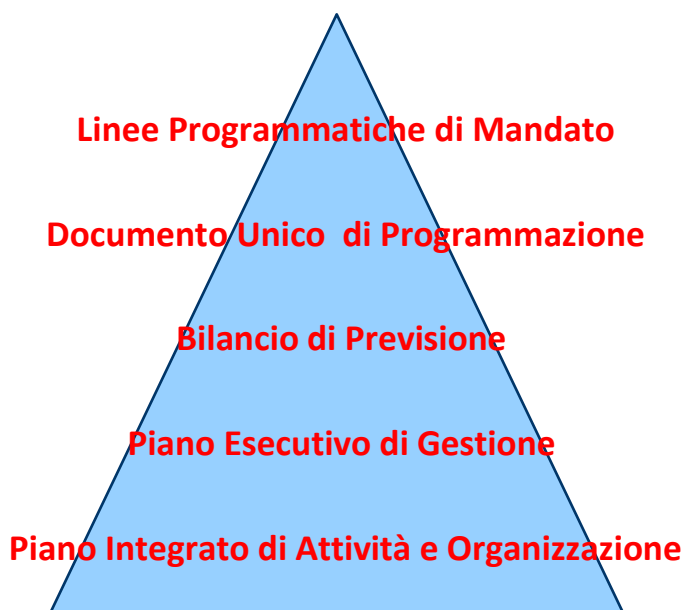 Linee Programmatiche di Mandato
Documento Unico di Programmazione
Bilancio di Previsione
Piano Esecutivo di Gestione
Piano Integrato di Attività e Organizzazione